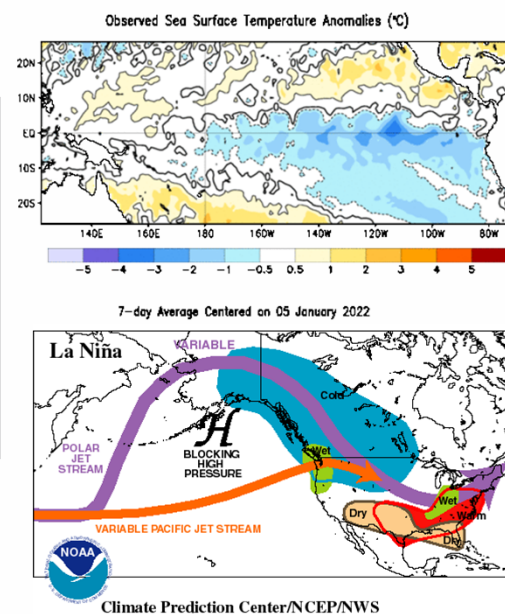 Observed Sea Surface Temperature Anomalies (°C)
20N
10N
EQ
10S
20S
140E 160E 180 160W 140W 120W 100W 80W
-5 -4 -3 -2 -1 -0.5 0.5 1 2 3 4 5
7-day Average Centered on 05 January 2022
La Niña
VARIABLE
Cold
H
BLOCKING
HIGH
PRESSURE
POLAR
JET
STREAM
Wet
VARIABLE PACIFIC JET STREAM
Dry
Wet
Warm
Dry
NOAA
Climate Prediction Center/NCEP/NWS